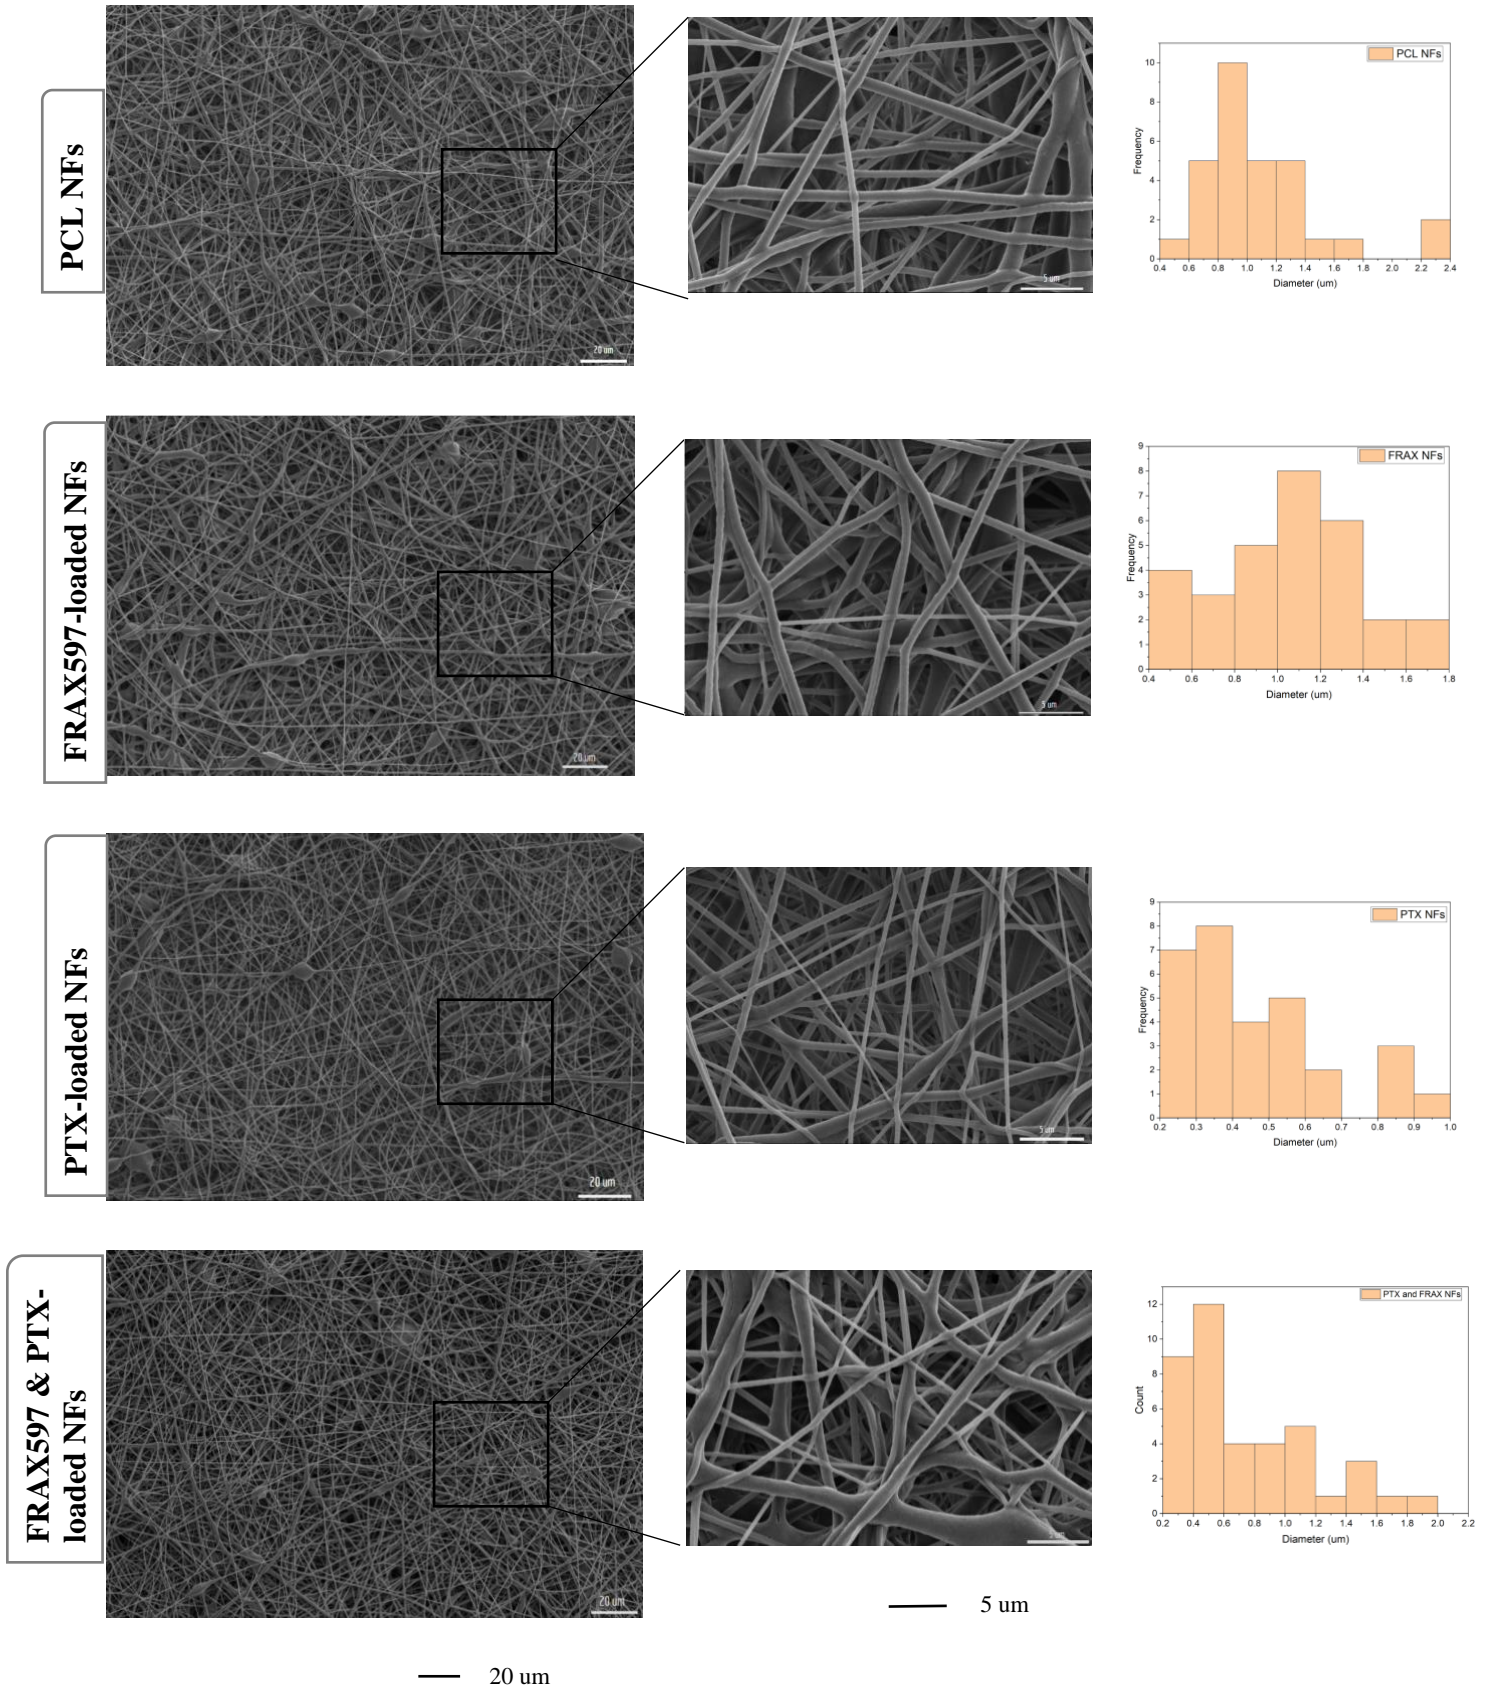 PCL NFs
20 um
5 um
PCL NFs
Frequency
10
8
6
4
2
0
0.4 0.6 0.8 1.0 1.2 1.4 1.6 1.8 2.0 2.2 2.4
Diameter (um)
FRAX597-loaded NFs
20 um
5 um
FRAX NFs
Frequency
9
8
7
6
5
4
3
2
1
0
0.4 0.6 0.8 1.0 1.2 1.4 1.6 1.8
Diameter (um)
PTX-loaded NFs
20 um
5 um
PTX NFs
Frequency
9
8
7
6
5
4
3
2
1
0
0.2 0.3 0.4 0.5 0.6 0.7 0.8 0.9 1.0
Diameter (um)
FRAX597 & PTX-
loaded NFs
20 um
5 um
PTX and FRAX NFs
Count
12
10
8
6
4
2
0
0.2 0.4 0.6 0.8 1.0 1.2 1.4 1.6 1.8 2.0 2.2
Diameter (um)
5 um
20 um